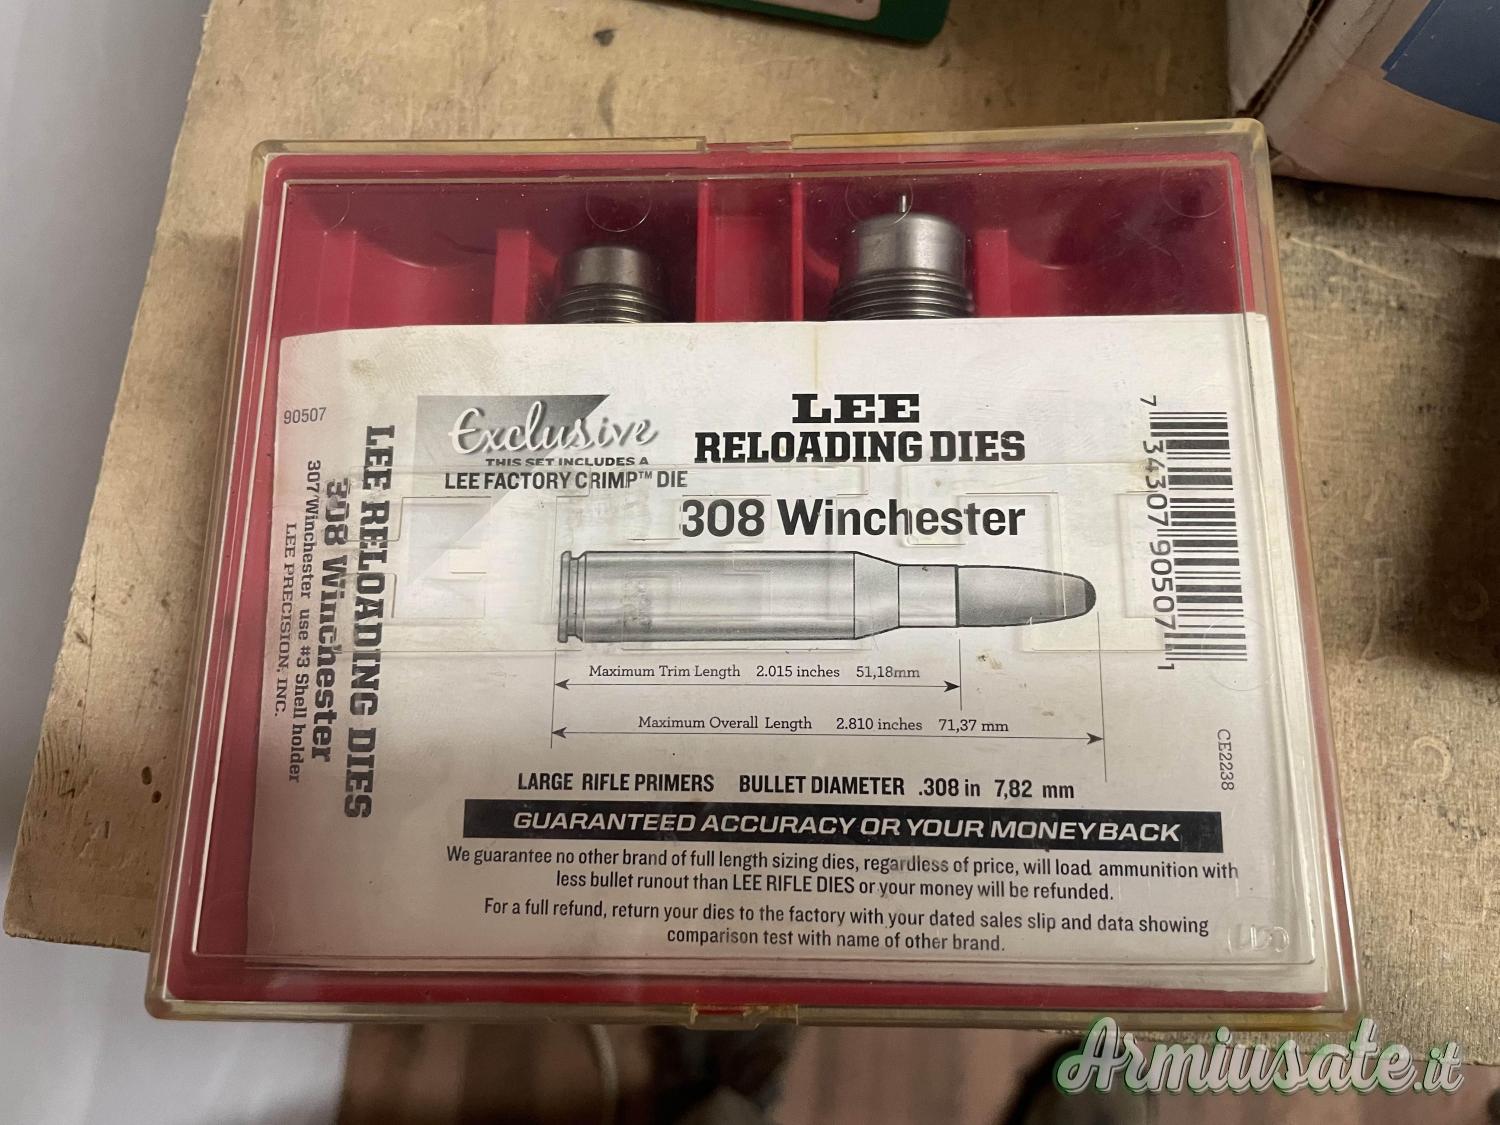 90507
LEE RELOADING DIES
308 Winchester
307 Winchester use #3 Shell holder
LEE PRECISION, INC.
Exclusive
THIS SET INCLUDES A
LEE FACTORY CRIMP™ DIE
LEE
RELOADING DIES
308 Winchester
Maximum Trim Length 2.015 inches 51,18mm
Maximum Overall Length 2.810 inches 71,37 mm
LARGE RIFLE PRIMERS BULLET DIAMETER .308 in 7,82 mm
GUARANTEED ACCURACY OR YOUR MONEY BACK
We guarantee no other brand of full length sizing dies, regardless of price, will load ammunition with
less bullet runout than LEE RIFLE DIES or your money will be refunded.
For a full refund, return your dies to the factory with your dated sales slip and data showing
comparison test with name of other brand.
7 34307 90507 1
CE2238
Armiusate.it